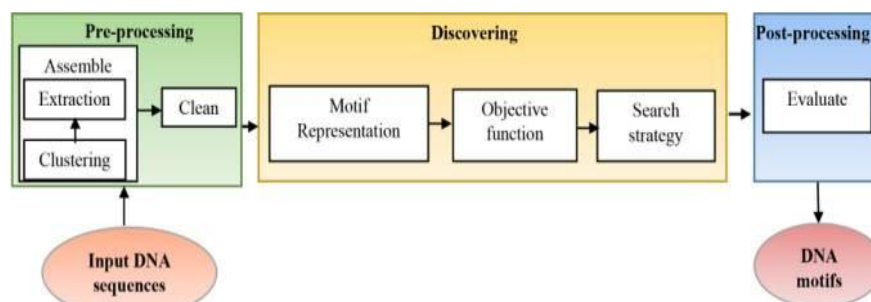 Pre-processing
Assemble
Extraction
Clustering
Clean
Discovering
Motif
Representation
Objective
function
Search
strategy
Post-processing
Evaluate
Input DNA
sequences
DNA
motifs